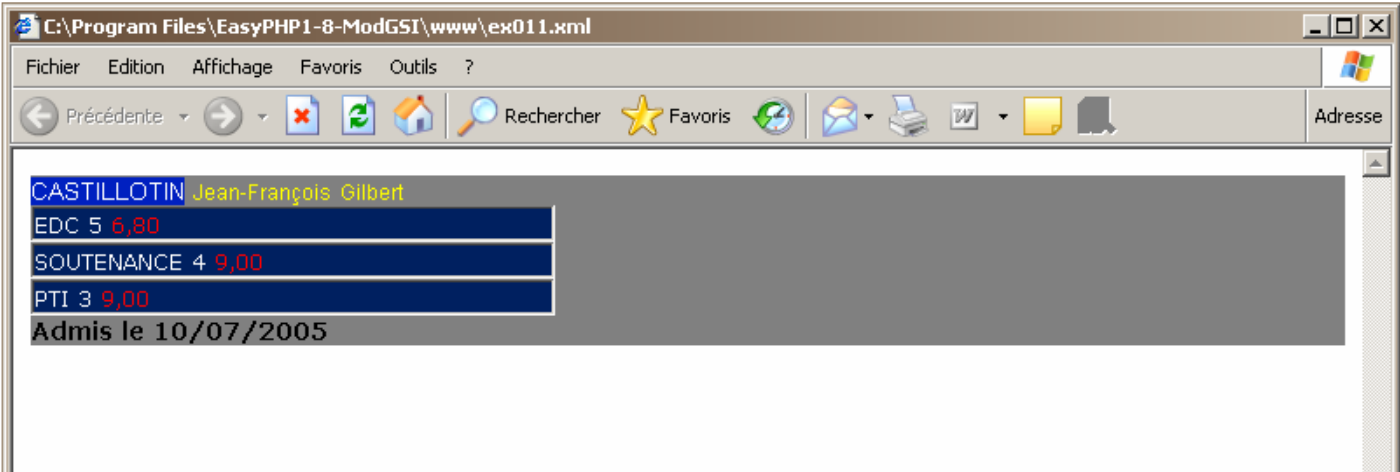 C:\Program Files\EasyPHP1-8-ModGSI\www\ex011.xml
Fichier Edition Affichage Favoris Outils ?
Précédente Rechercher Favoris W Adresse
CASTILLOTIN Jean-François Gilbert
EDC 5 6,80
SOUTENANCE 4 9,00
PTI 3 9,00
Admis le 10/07/2005